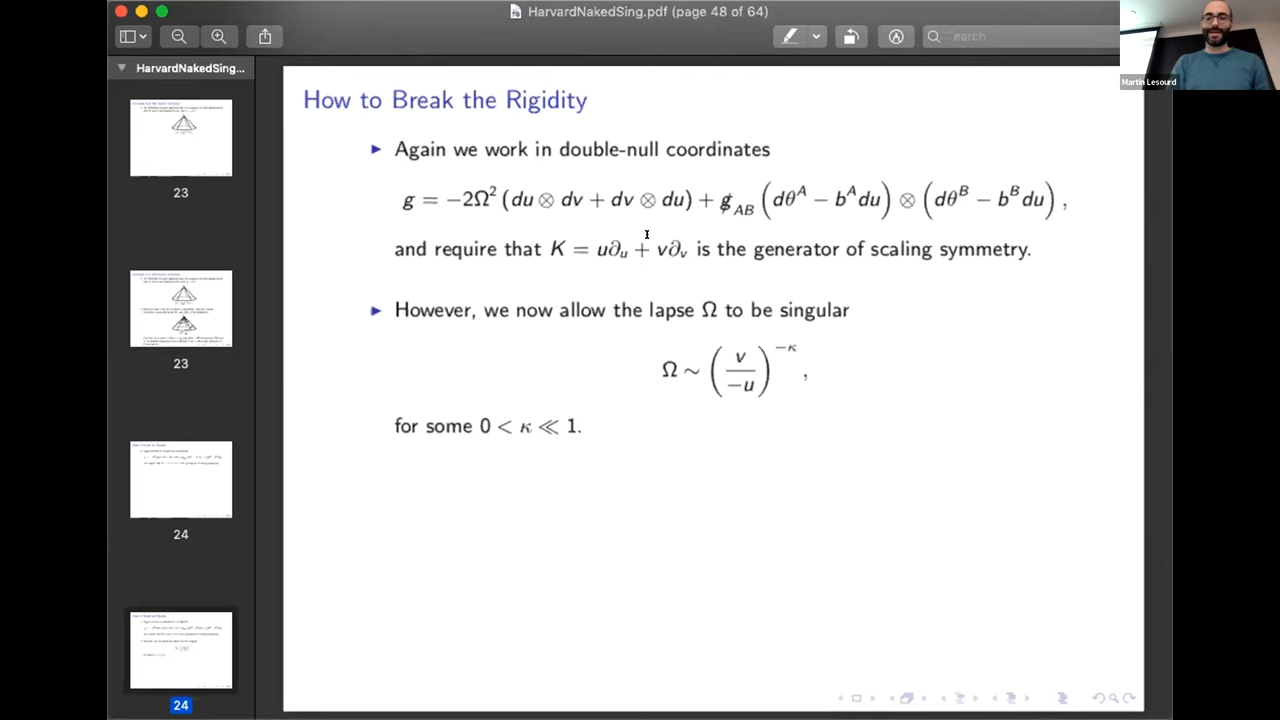 HarvardNakedSing.pdf (page 48 of 64)
Martin Lesourd
HarvardNakedSing...
23
23
24
24
How to Break the Rigidity
▶ Again we work in double-null coordinates
g = −2Ω² (du ⊗ dv + dv ⊗ du) + g̸_AB (dθ^A − b^A du) ⊗ (dθ^B − b^B du) ,
and require that K = u∂_u + v∂_v is the generator of scaling symmetry.
▶ However, we now allow the lapse Ω to be singular
Ω ∼ (v/−u)^−κ ,
for some 0 < κ ≪ 1.